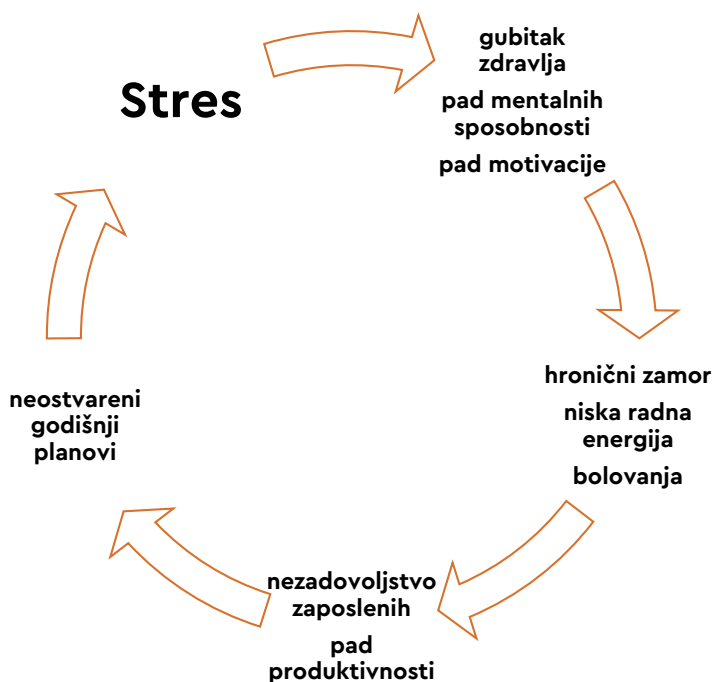 Stres
gubitak
zdravlja
pad mentalnih
sposobnosti
pad motivacije
hronični zamor
niska radna
energija
bolovanja
nezadovoljstvo
zaposlenih
pad
produktivnosti
neostvareni
godišnji
planovi